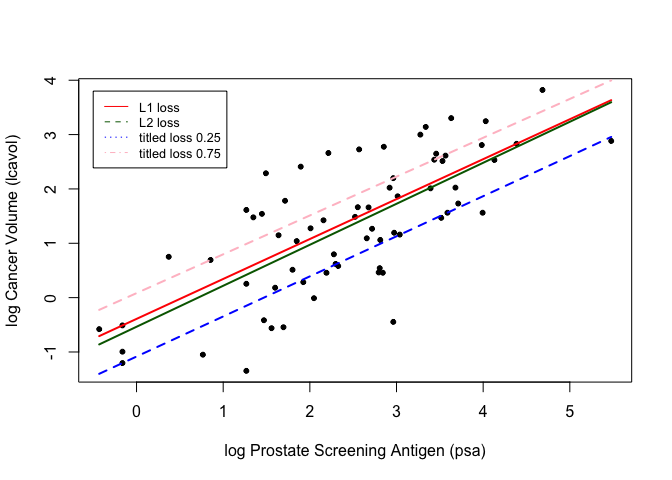 L1 loss
L2 loss
titled loss 0.25
titled loss 0.75
log Cancer Volume (lcavol)
4
3
2
1
0
-1
0 1 2 3 4 5
log Prostate Screening Antigen (psa)